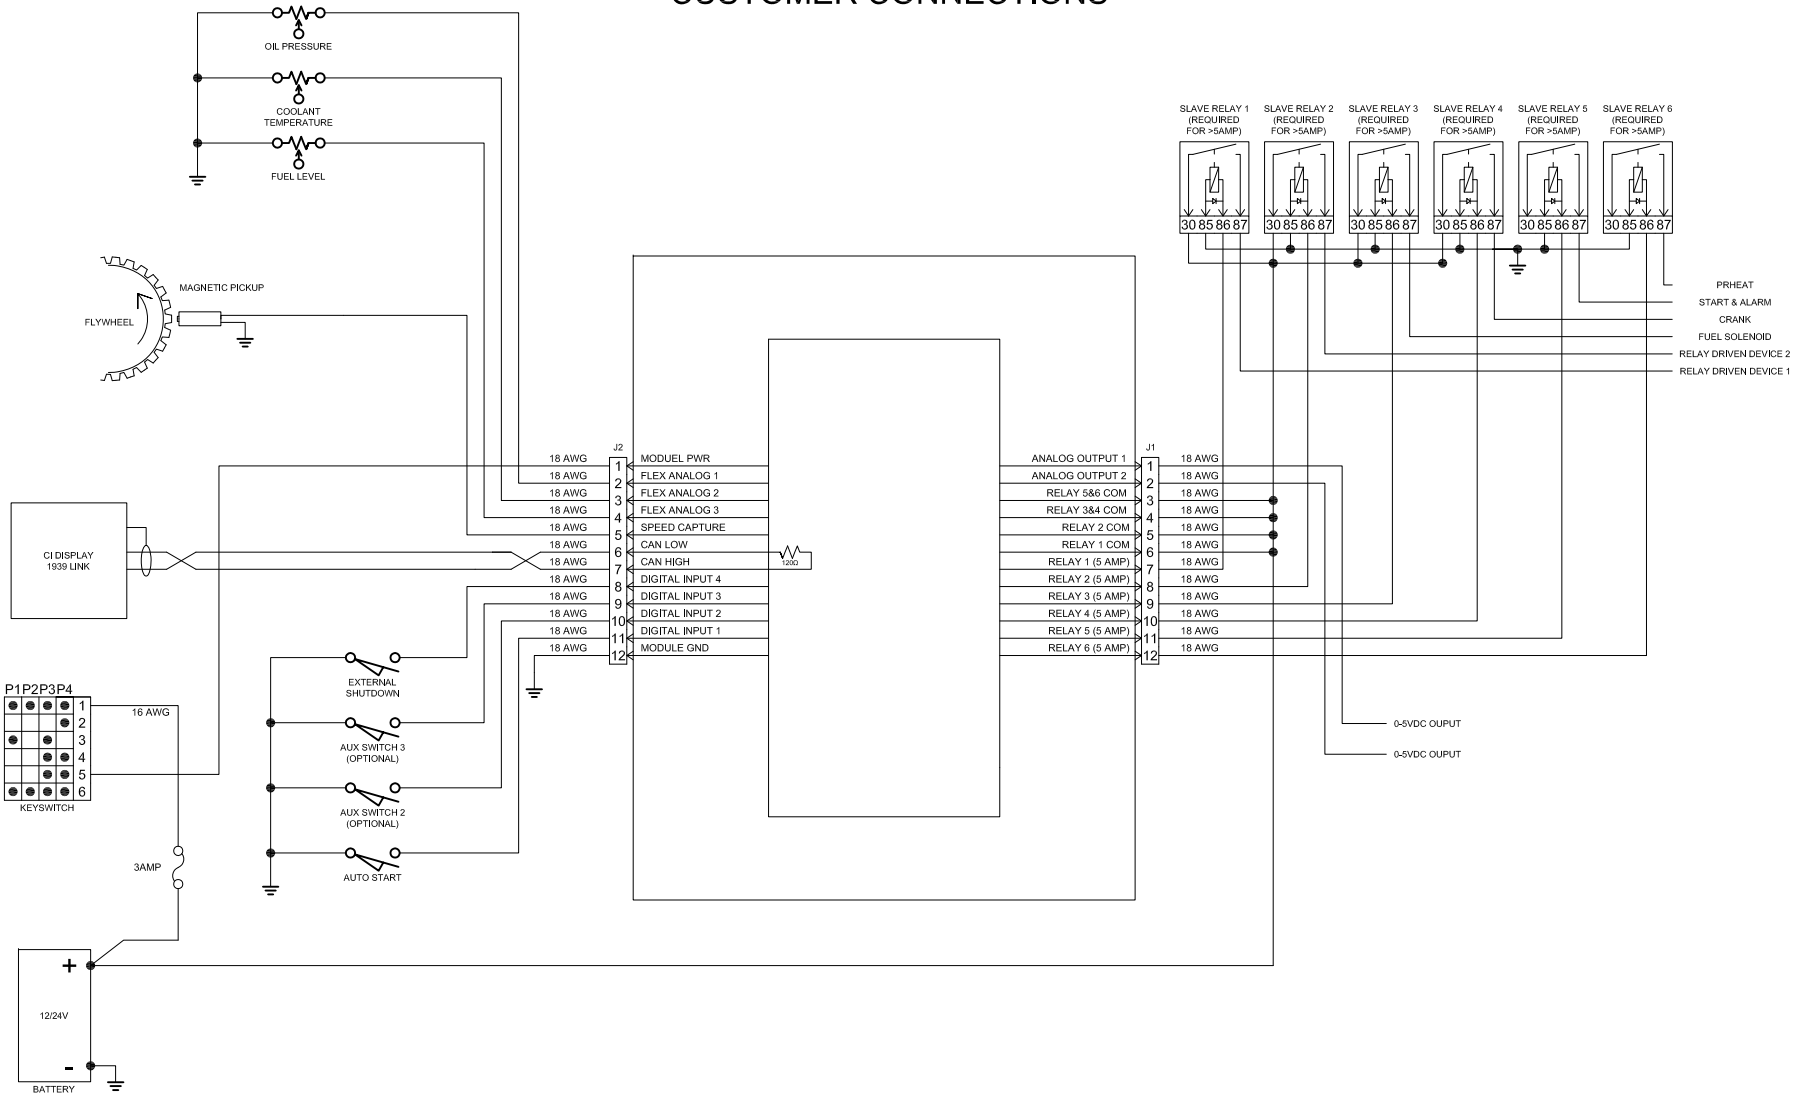 CUSTOMER CONNECTIONS
OIL PRESSURE
COOLANT
TEMPERATURE
FUEL LEVEL
MAGNETIC PICKUP
FLYWHEEL
SLAVE RELAY 1
(REQUIRED
FOR >5AMP)
SLAVE RELAY 2
(REQUIRED
FOR >5AMP)
SLAVE RELAY 3
(REQUIRED
FOR >5AMP)
SLAVE RELAY 4
(REQUIRED
FOR >5AMP)
SLAVE RELAY 5
(REQUIRED
FOR >5AMP)
SLAVE RELAY 6
(REQUIRED
FOR >5AMP)
30 85 86 87
30 85 86 87
30 85 86 87
30 85 86 87
30 85 86 87
30 85 86 87
PRHEAT
START & ALARM
CRANK
FUEL SOLENOID
RELAY DRIVEN DEVICE 2
RELAY DRIVEN DEVICE 1
J2
18 AWG 1 MODUEL PWR
18 AWG 2 FLEX ANALOG 1
18 AWG 3 FLEX ANALOG 2
18 AWG 4 FLEX ANALOG 3
18 AWG 5 SPEED CAPTURE
18 AWG 6 CAN LOW
18 AWG 7 CAN HIGH
18 AWG 8 DIGITAL INPUT 4
18 AWG 9 DIGITAL INPUT 3
18 AWG 10 DIGITAL INPUT 2
18 AWG 11 DIGITAL INPUT 1
18 AWG 12 MODULE GND
120Ω
J1
ANALOG OUTPUT 1 1 18 AWG
ANALOG OUTPUT 2 2 18 AWG
RELAY 5&6 COM 3 18 AWG
RELAY 3&4 COM 4 18 AWG
RELAY 2 COM 5 18 AWG
RELAY 1 COM 6 18 AWG
RELAY 1 (5 AMP) 7 18 AWG
RELAY 2 (5 AMP) 8 18 AWG
RELAY 3 (5 AMP) 9 18 AWG
RELAY 4 (5 AMP) 10 18 AWG
RELAY 5 (5 AMP) 11 18 AWG
RELAY 6 (5 AMP) 12 18 AWG
0-5VDC OUPUT
0-5VDC OUPUT
CI DISPLAY
1939 LINK
EXTERNAL
SHUTDOWN
AUX SWITCH 3
(OPTIONAL)
AUX SWITCH 2
(OPTIONAL)
AUTO START
P1P2P3P4
1
2
3
4
5
6
KEYSWITCH
16 AWG
3AMP
+
12/24V
-
BATTERY